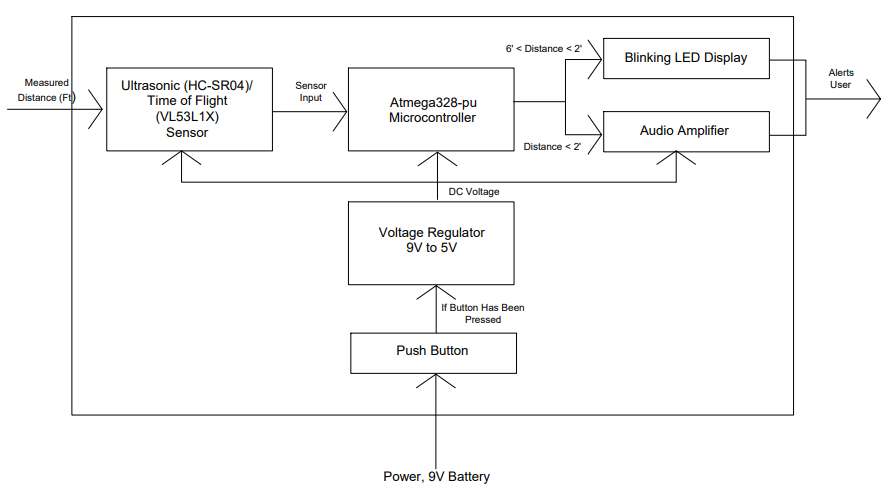 Measured
Distance (Ft)
Ultrasonic (HC-SR04)/
Time of Flight
(VL53L1X)
Sensor
Sensor
Input
Atmega328-pu
Microcontroller
6' < Distance < 2'
Blinking LED Display
Distance < 2'
Audio Amplifier
Alerts
User
DC Voltage
Voltage Regulator
9V to 5V
If Button Has Been
Pressed
Push Button
Power, 9V Battery